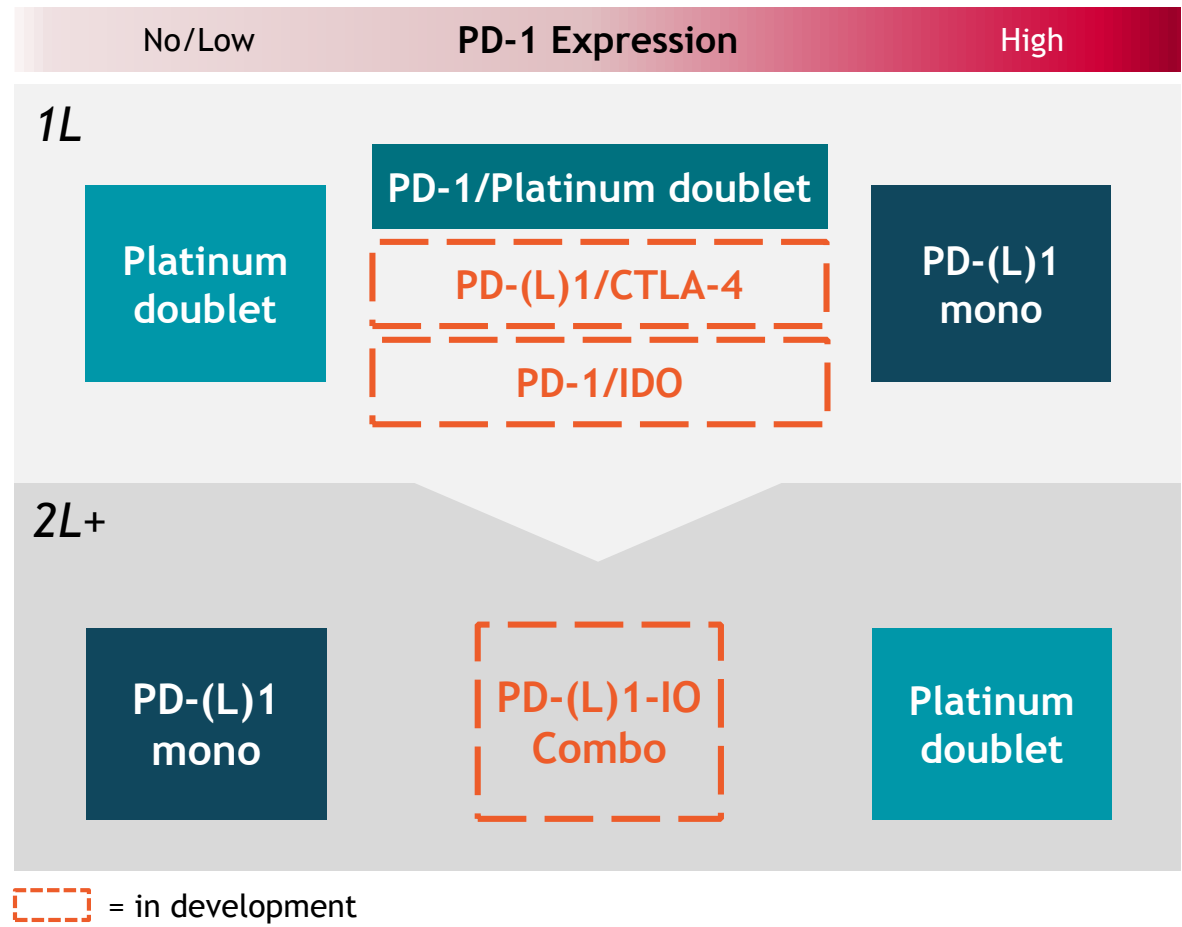 No/Low PD-1 Expression High
1L
PD-1/Platinum doublet
Platinum
doublet
PD-(L)1/CTLA-4
PD-1/IDO
PD-(L)1
mono
2L+
PD-(L)1
mono
PD-(L)1-IO
Combo
Platinum
doublet
= in development